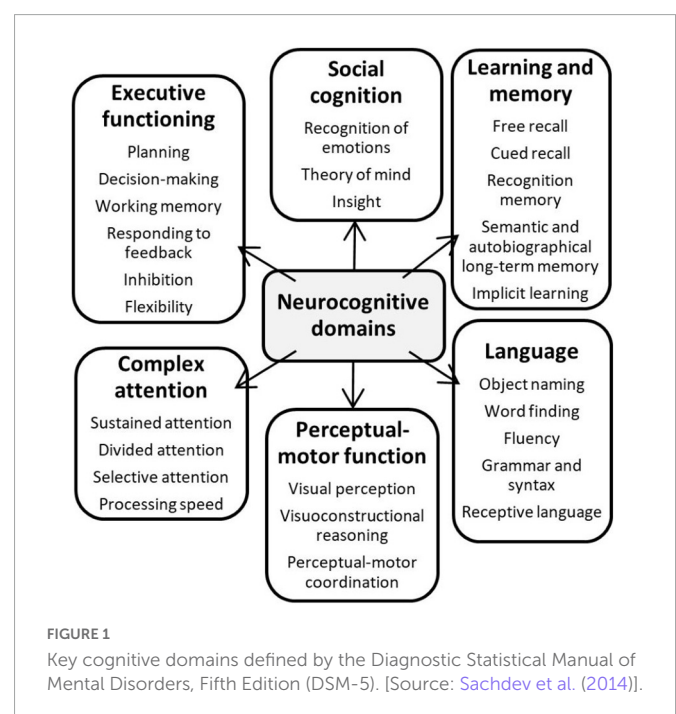 Executive
functioning
Planning
Decision-making
Working memory
Responding to
feedback
Inhibition
Flexibility
Social
cognition
Recognition of
emotions
Theory of mind
Insight
Learning and
memory
Free recall
Cued recall
Recognition
memory
Semantic and
autobiographical
long-term memory
Implicit learning
Neurocognitive
domains
Complex
attention
Sustained attention
Divided attention
Selective attention
Processing speed
Perceptual-
motor function
Visual perception
Visuoconstructional
reasoning
Perceptual-motor
coordination
Language
Object naming
Word finding
Fluency
Grammar and
syntax
Receptive language
FIGURE 1
Key cognitive domains defined by the Diagnostic Statistical Manual of
Mental Disorders, Fifth Edition (DSM-5). [Source: Sachdev et al. (2014)].